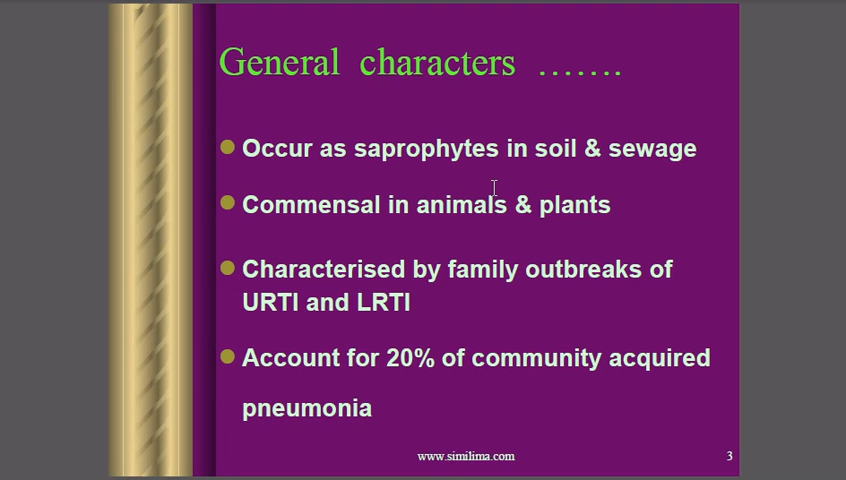 General characters .......
Occur as saprophytes in soil & sewage
Commensal in animals & plants
Characterised by family outbreaks of
URTI and LRTI
Account for 20% of community acquired
pneumonia
www.similima.com 3